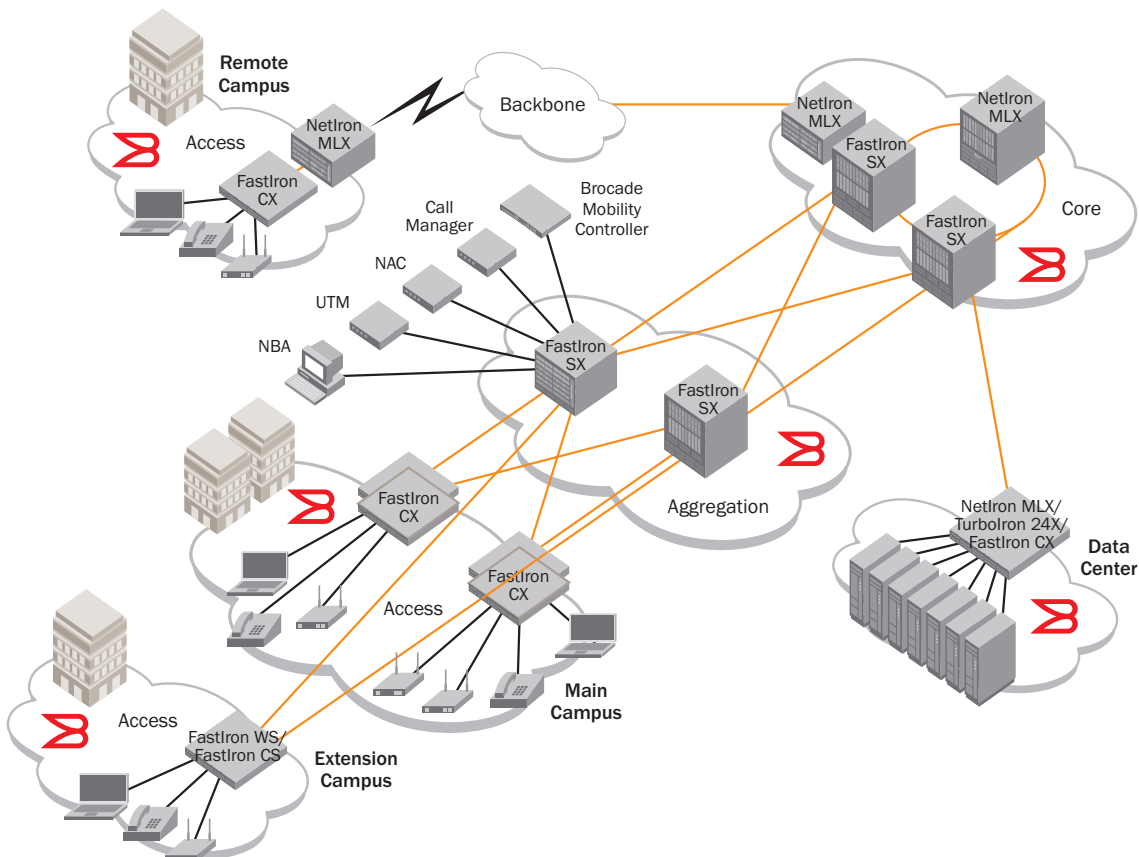 Remote
Campus
Access
NetIron
MLX
FastIron
CX
Backbone
NetIron
MLX
FastIron
SX
NetIron
MLX
FastIron
SX
Core
Brocade
Mobility
Controller
Call
Manager
NAC
UTM
NBA
FastIron
SX
FastIron
SX
Aggregation
FastIron
CX
FastIron
CX
Access
Main
Campus
NetIron MLX/
TurboIron 24X/
FastIron CX
Data
Center
Access
FastIron WS/
FastIron CS
Extension
Campus